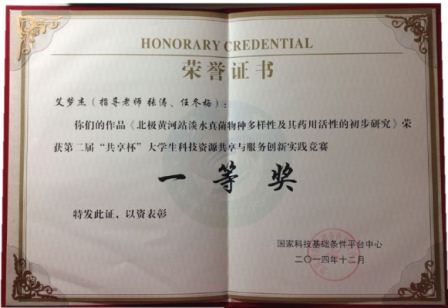 HONORARY CREDENTIAL
荣誉证书
艾梦杰（指导老师 张涛、任冬梅）：
你们的作品《北极黄河站淡水真菌物种多样性及其药用活性的初步研究》荣
获第二届“共享杯”大学生科技资源共享与服务创新实践竞赛
一等奖
特发此证，以资表彰
国家科技基础条件平台中心
二〇一四年十二月